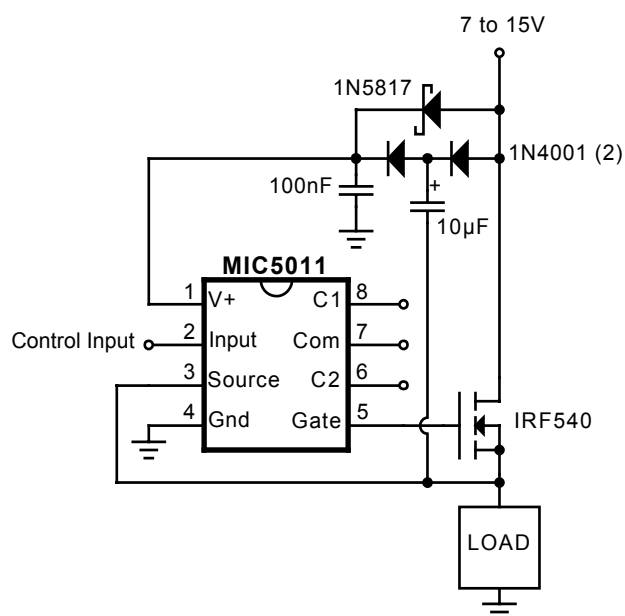 7 to 15V
1N5817
1N4001 (2)
100nF
+
10µF
MIC5011
1 V+ C1 8
Control Input 2 Input Com 7
3 Source C2 6
4 Gnd Gate 5
IRF540
LOAD